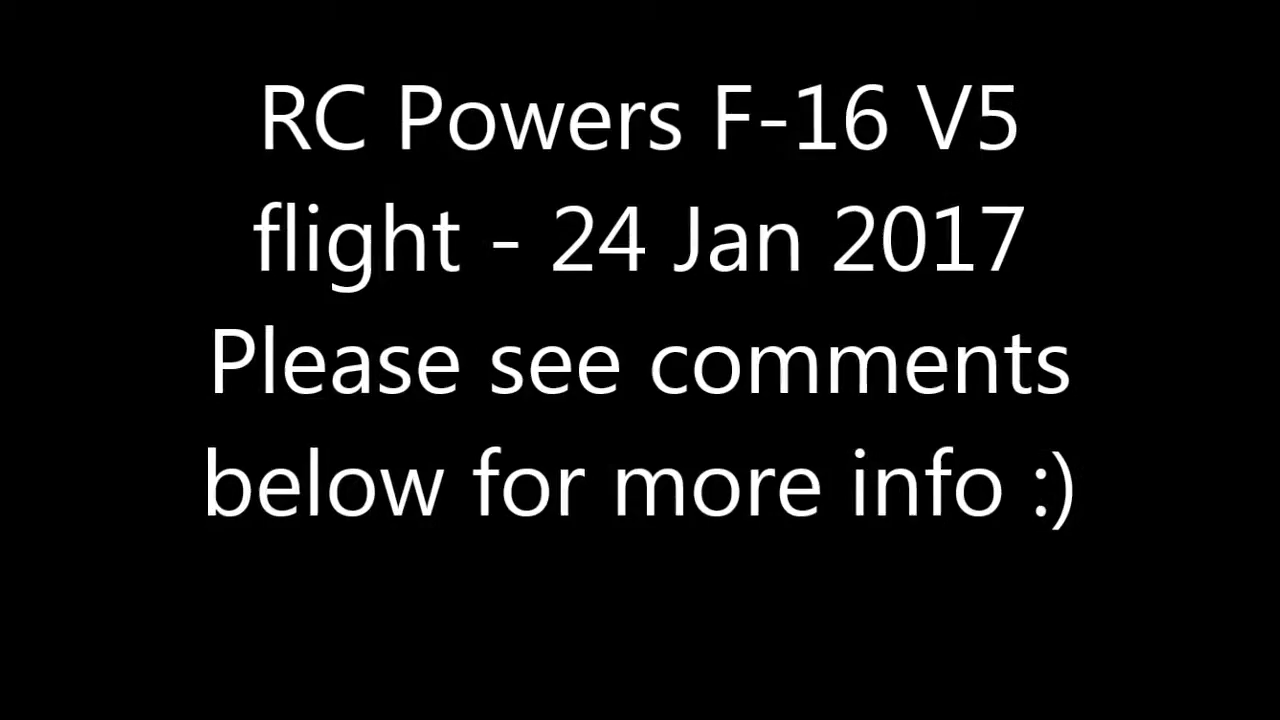 RC Powers F-16 V5
flight - 24 Jan 2017
Please see comments
below for more info :)